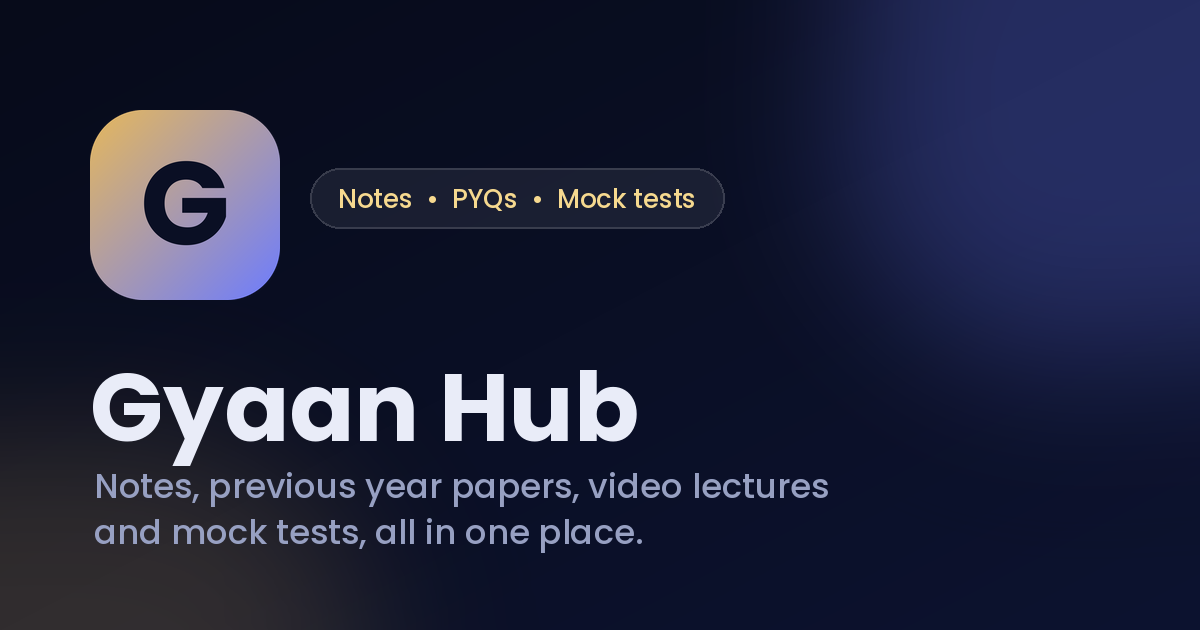 G
Notes • PYQs • Mock tests
Gyaan Hub
Notes, previous year papers, video lectures
and mock tests, all in one place.